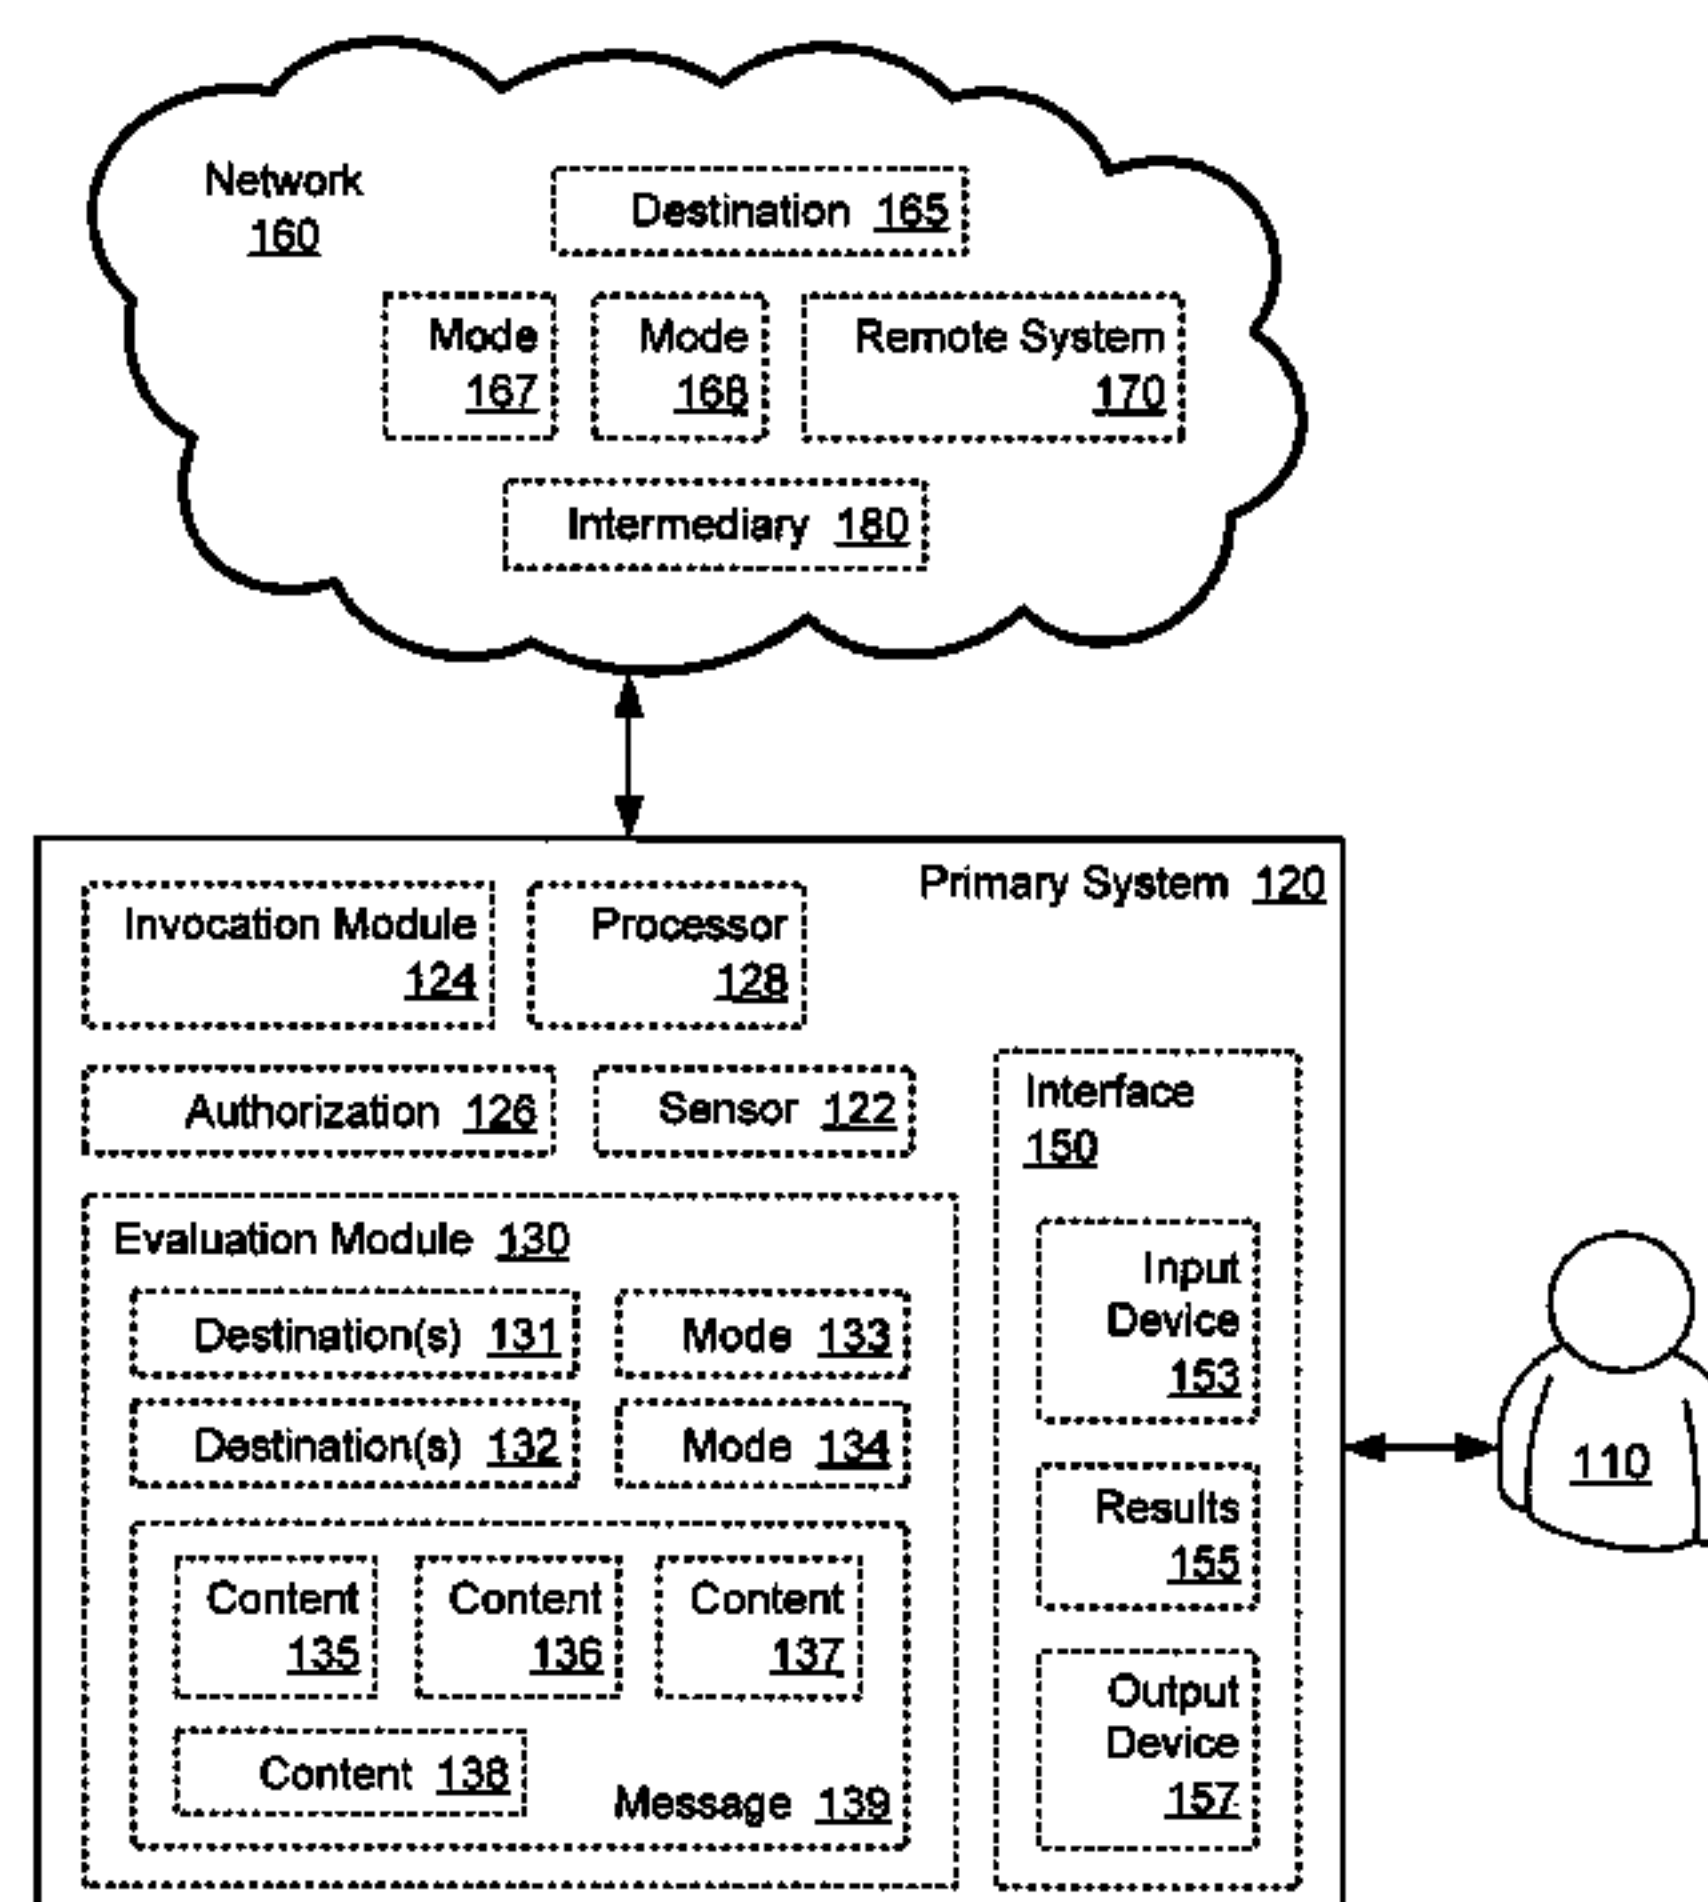 Network
160
Destination 165
Mode
167
Mode
168
Remote System
170
Intermediary 180
Primary System 120
Invocation Module
124
Processor
128
Authorization 126
Sensor 122
Evaluation Module 130
Destination(s) 131
Mode 133
Destination(s) 132
Mode 134
Content
135
Content
136
Content
137
Content 138
Message 139
Interface
150
Input
Device
153
Results
155
Output
Device
157
110